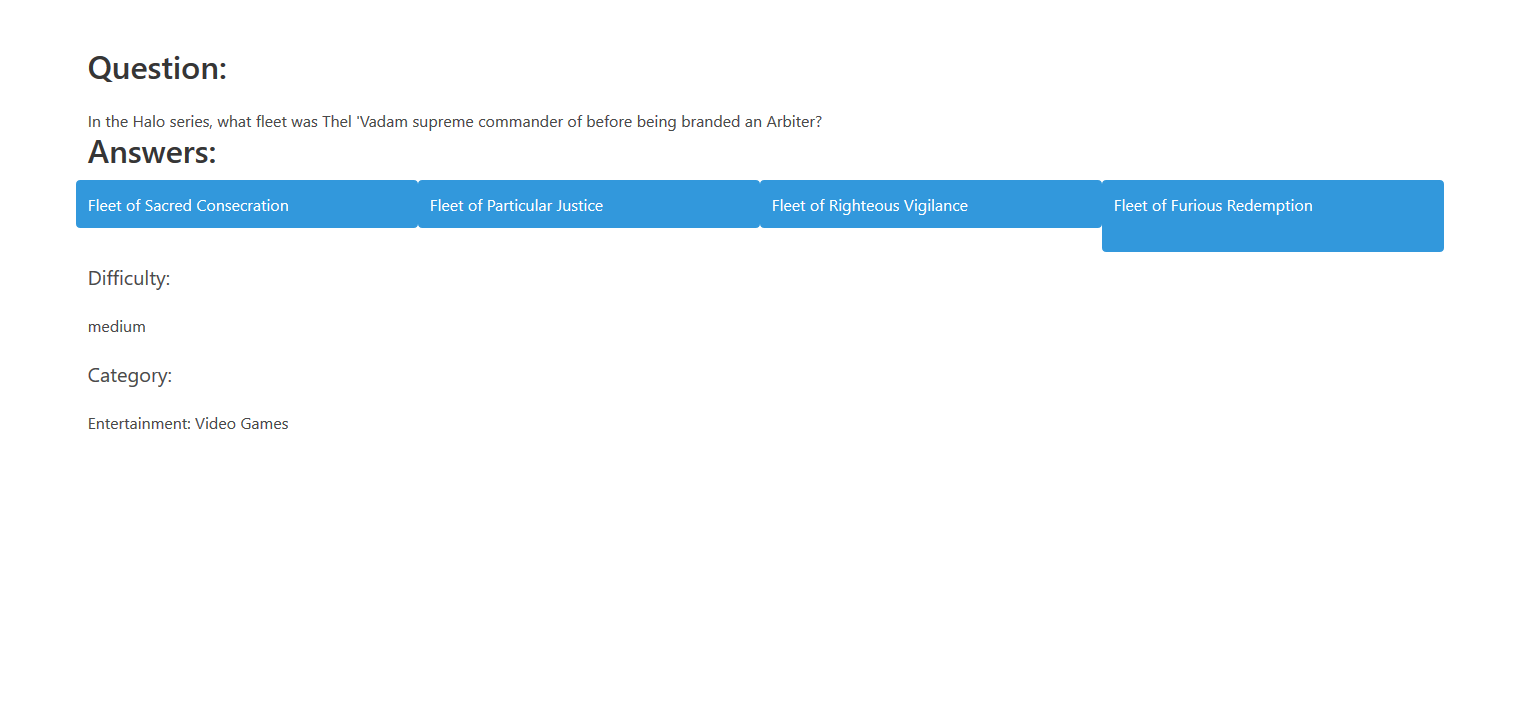 Question:
In the Halo series, what fleet was Thel 'Vadam supreme commander of before being branded an Arbiter?
Answers:
Fleet of Sacred Consecration
Fleet of Particular Justice
Fleet of Righteous Vigilance
Fleet of Furious Redemption
Difficulty:
medium
Category:
Entertainment: Video Games